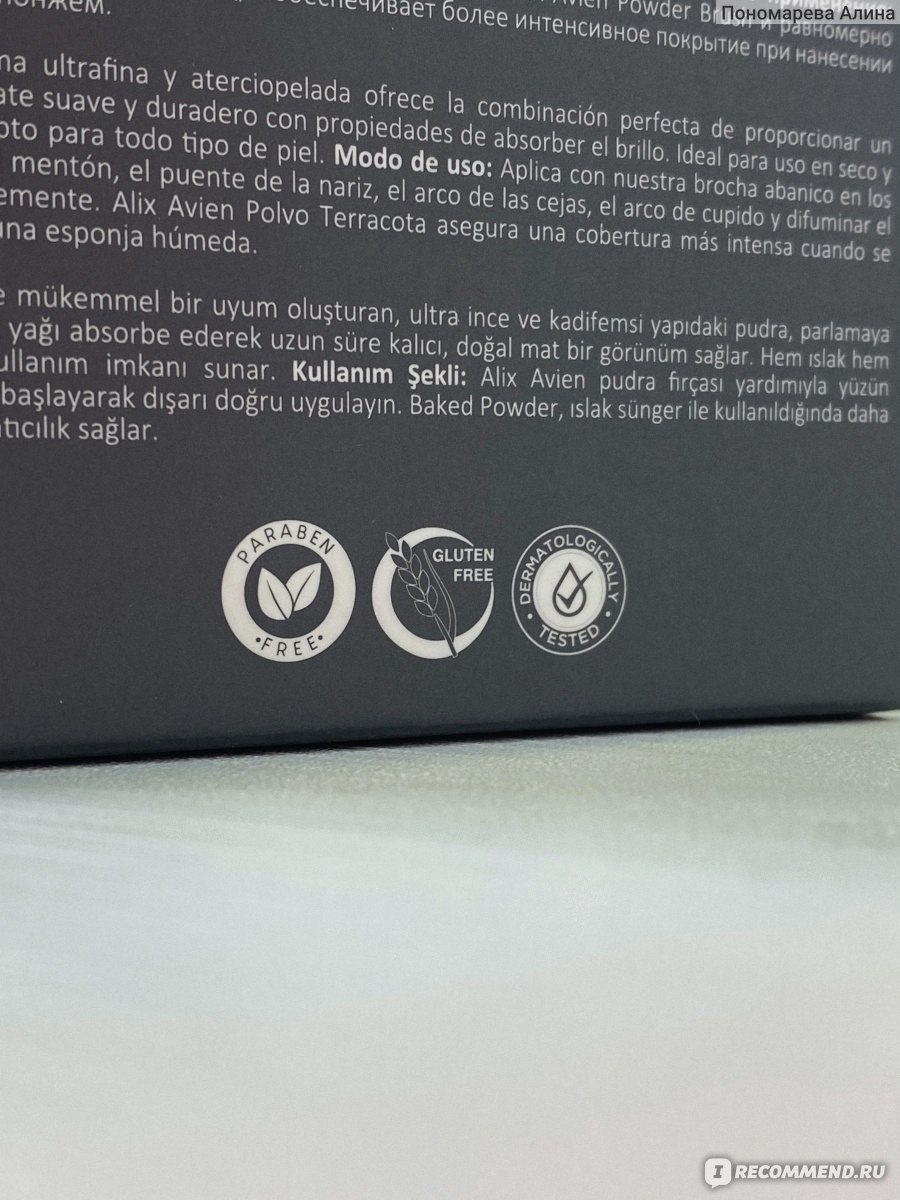 Пономарева Алина
понжем.
обеспечивает более интенсивное покрытие при нанесении
Avien Powder Brush и равномерно
ma ultrafina y aterciopelada ofrece la combinación perfecta de proporcionar un
ate suave y duradero con propiedades de absorber el brillo. Ideal para uso en seco y
pto para todo tipo de piel. Modo de uso: Aplica con nuestra brocha abanico en los
mentón, el puente de la nariz, el arco de las cejas, el arco de cupido y difuminar el
emente. Alix Avien Polvo Terracota asegura una cobertura más intensa cuando se
una esponja húmeda.
e mükemmel bir uyum oluşturan, ultra ince ve kadifemsi yapıdaki pudra, parlamaya
yağı absorbe ederek uzun süre kalıcı, doğal mat bir görünüm sağlar. Hem ıslak hem
ullanım imkanı sunar. Kullanım Şekli: Alix Avien pudra fırçası yardımıyla yüzün
başlayarak dışarı doğru uygulayın. Baked Powder, ıslak sünger ile kullanıldığında daha
tıcılık sağlar.
PARABEN
•FREE•
GLUTEN
FREE
DERMATOLOGICALLY
• TESTED •
IRECOMMEND.RU